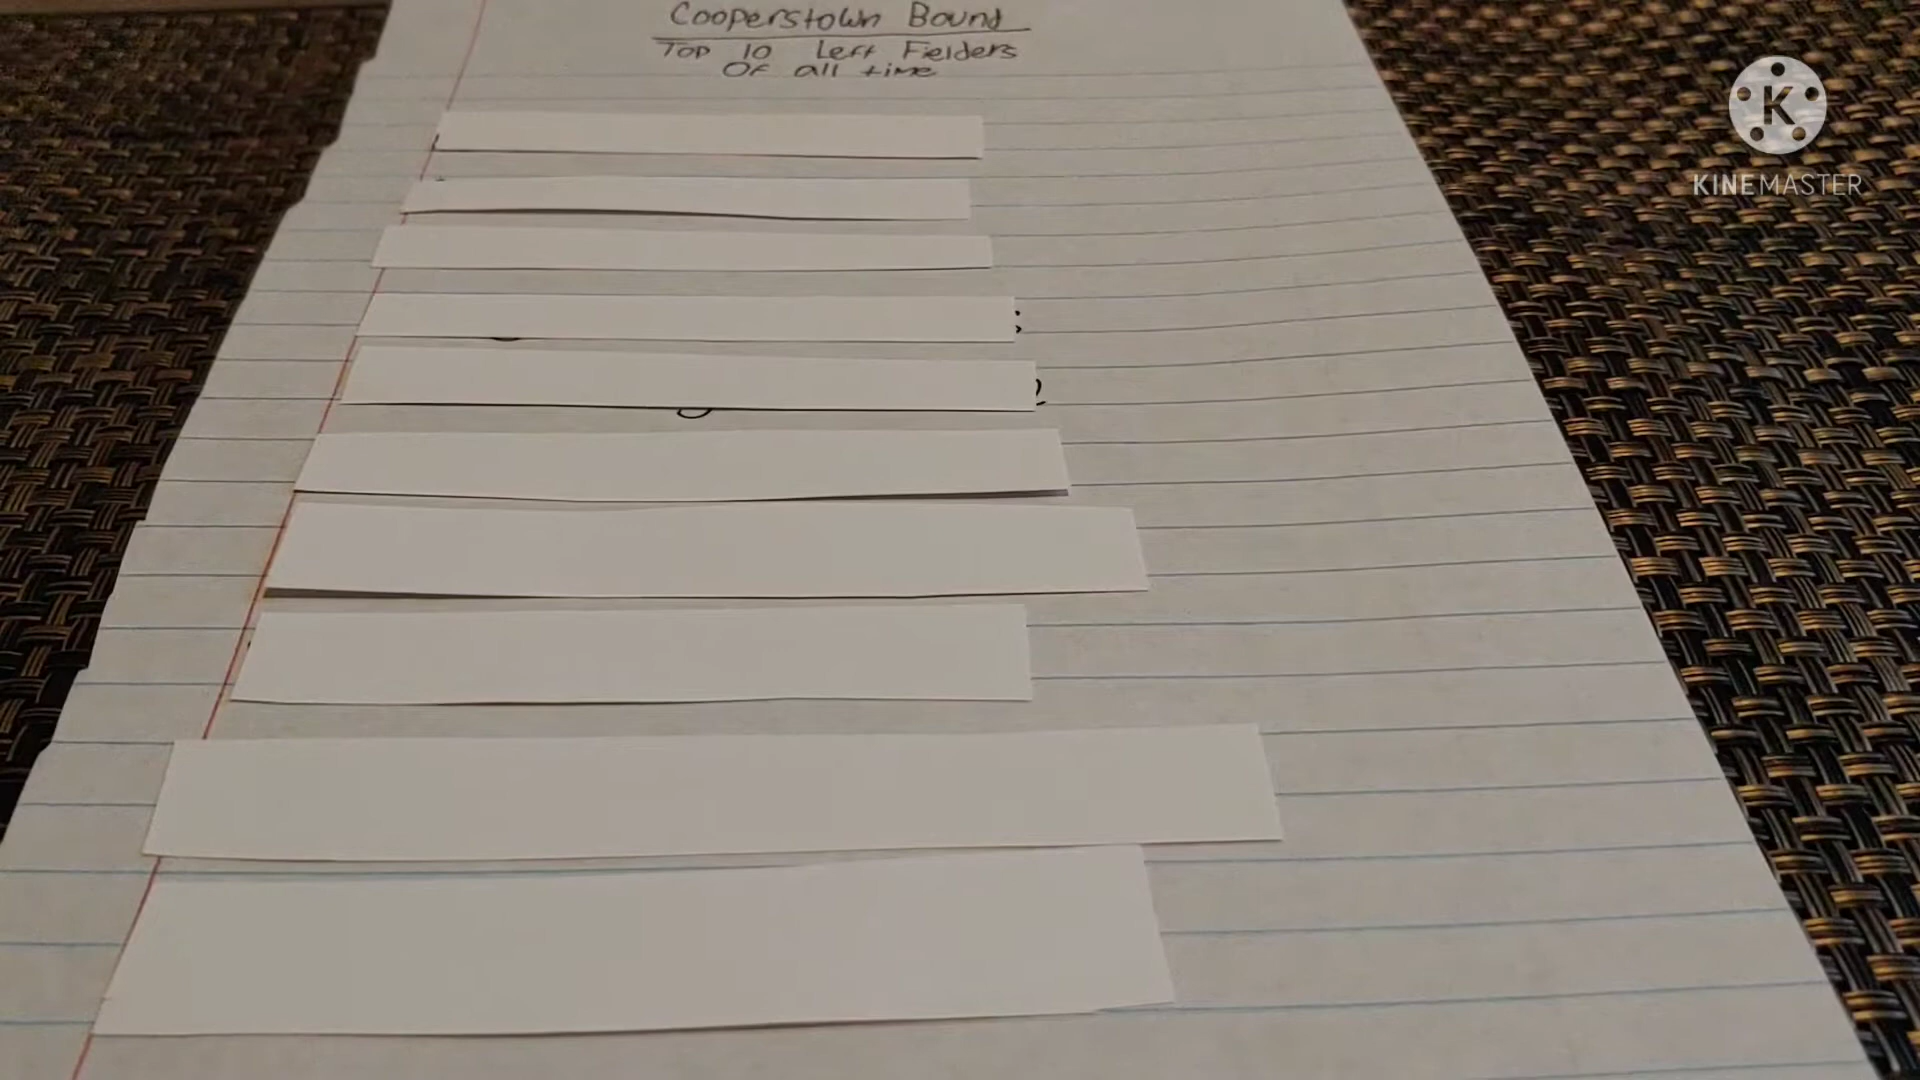 Cooperstown Bound
Top 10 Left Fielders
Of all time
K
KINEMASTER